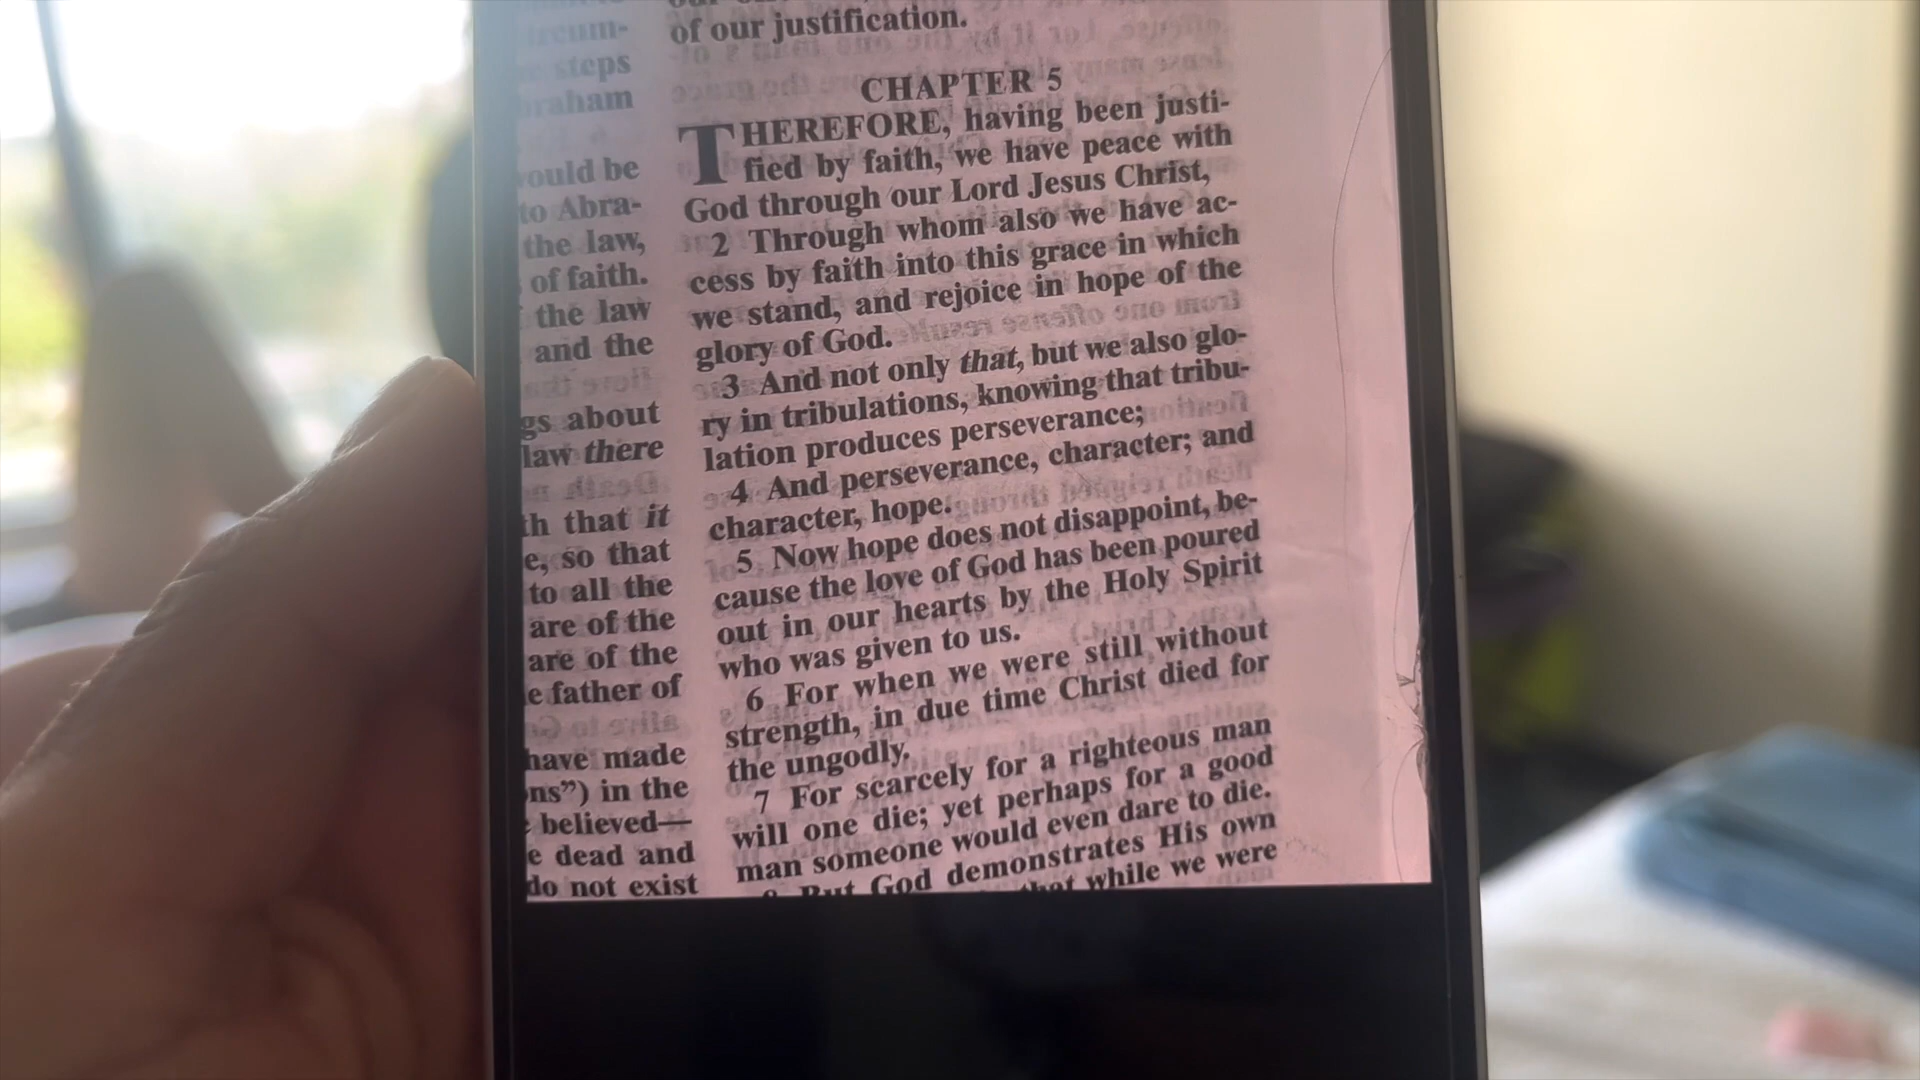 rcum-
steps
braham
would be
to Abra-
the law,
of faith.
the law
and the
gs about
law there
th that it
e, so that
to all the
are of the
are of the
e father of
have made
ns”) in the
believed—
e dead and
do not exist
of our justification.
CHAPTER 5
THEREFORE, having been justi-
fied by faith, we have peace with
God through our Lord Jesus Christ,
2 Through whom also we have ac-
cess by faith into this grace in which
we stand, and rejoice in hope of the
glory of God.
3 And not only that, but we also glo-
ry in tribulations, knowing that tribu-
lation produces perseverance;
4 And perseverance, character; and
character, hope.
5 Now hope does not disappoint, be-
cause the love of God has been poured
out in our hearts by the Holy Spirit
who was given to us.
6 For when we were still without
strength, in due time Christ died for
the ungodly.
7 For scarcely for a righteous man
will one die; yet perhaps for a good
man someone would even dare to die.
But God demonstrates His own
that while we were